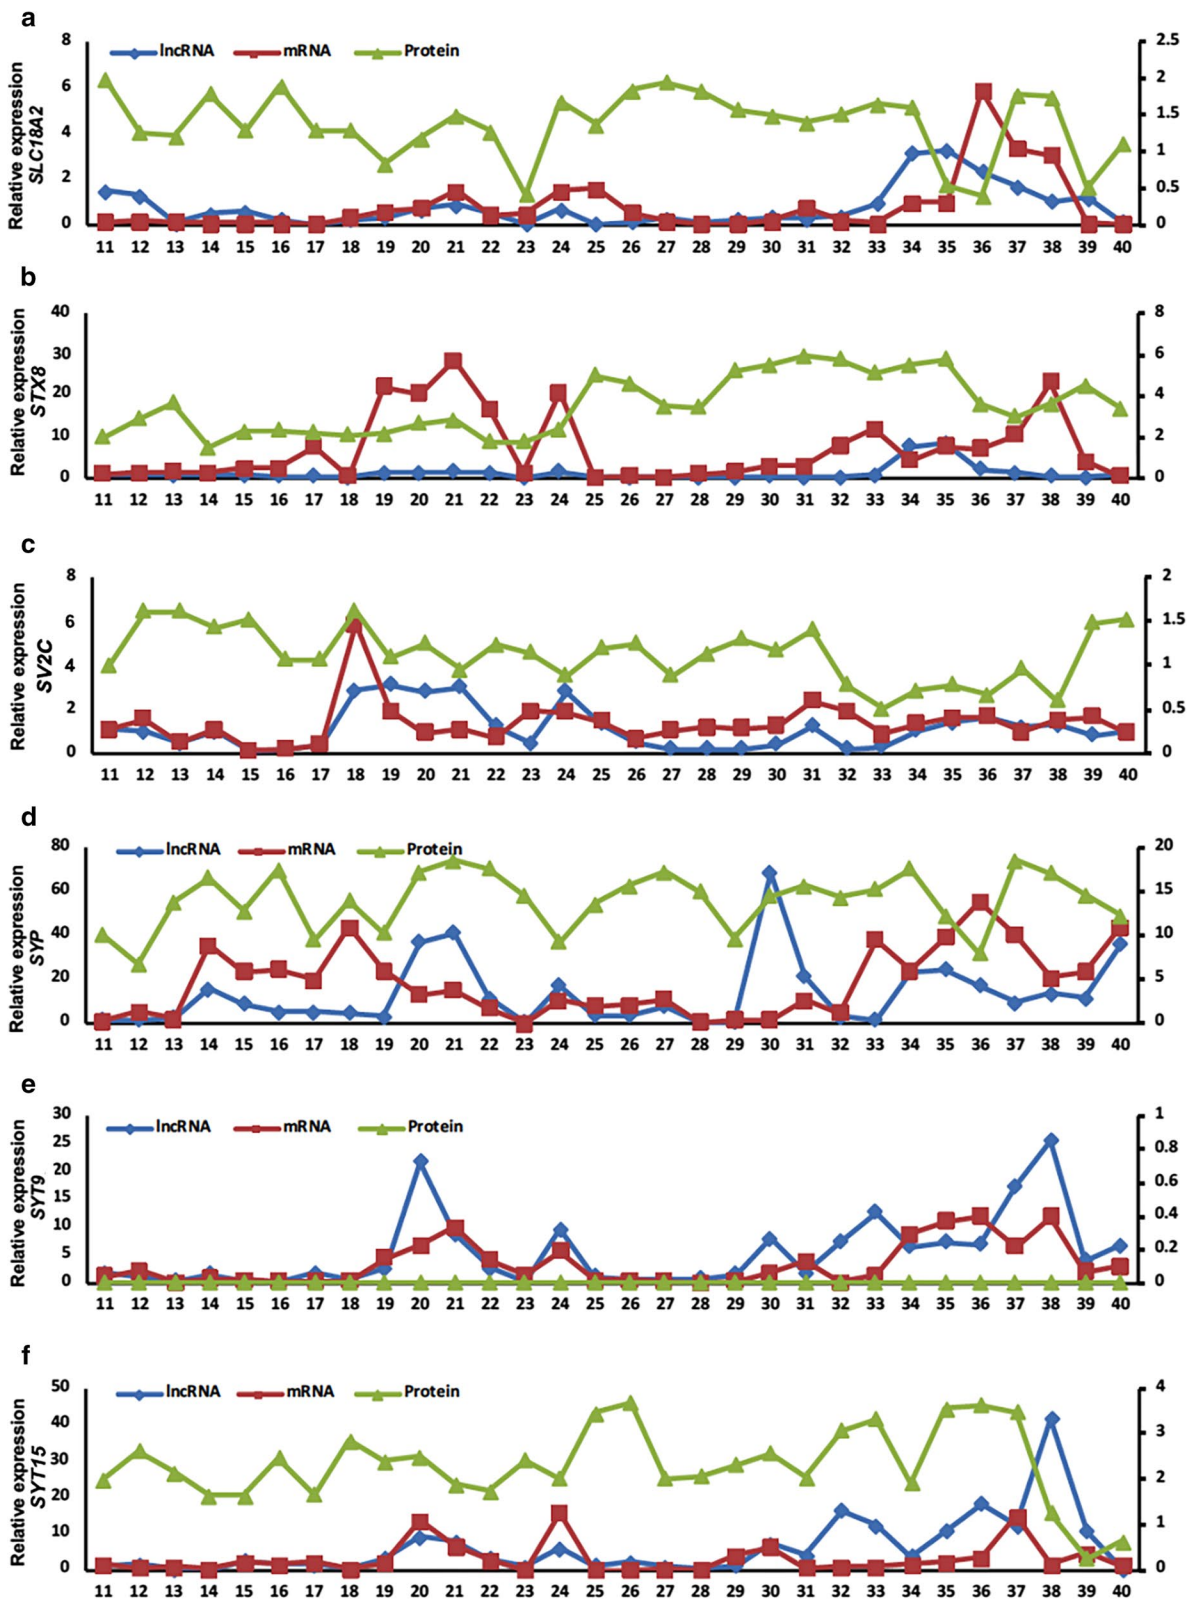 a
Relative expression
SLC18A2
lncRNA mRNA Protein
8 6 4 2 0
2.5 2 1.5 1 0.5 0
11 12 13 14 15 16 17 18 19 20 21 22 23 24 25 26 27 28 29 30 31 32 33 34 35 36 37 38 39 40
b
Relative expression
STX8
40 30 20 10 0
8 6 4 2 0
11 12 13 14 15 16 17 18 19 20 21 22 23 24 25 26 27 28 29 30 31 32 33 34 35 36 37 38 39 40
c
Relative expression
SV2C
8 6 4 2 0
2 1.5 1 0.5 0
11 12 13 14 15 16 17 18 19 20 21 22 23 24 25 26 27 28 29 30 31 32 33 34 35 36 37 38 39 40
d
Relative expression
SYP
lncRNA mRNA Protein
80 60 40 20 0
20 15 10 5 0
11 12 13 14 15 16 17 18 19 20 21 22 23 24 25 26 27 28 29 30 31 32 33 34 35 36 37 38 39 40
e
Relative expression
SYT9
lncRNA mRNA Protein
30 25 20 15 10 5 0
1 0.8 0.6 0.4 0.2 0
11 12 13 14 15 16 17 18 19 20 21 22 23 24 25 26 27 28 29 30 31 32 33 34 35 36 37 38 39 40
f
Relative expression
SYT15
lncRNA mRNA Protein
50 40 30 20 10 0
4 3 2 1 0
11 12 13 14 15 16 17 18 19 20 21 22 23 24 25 26 27 28 29 30 31 32 33 34 35 36 37 38 39 40